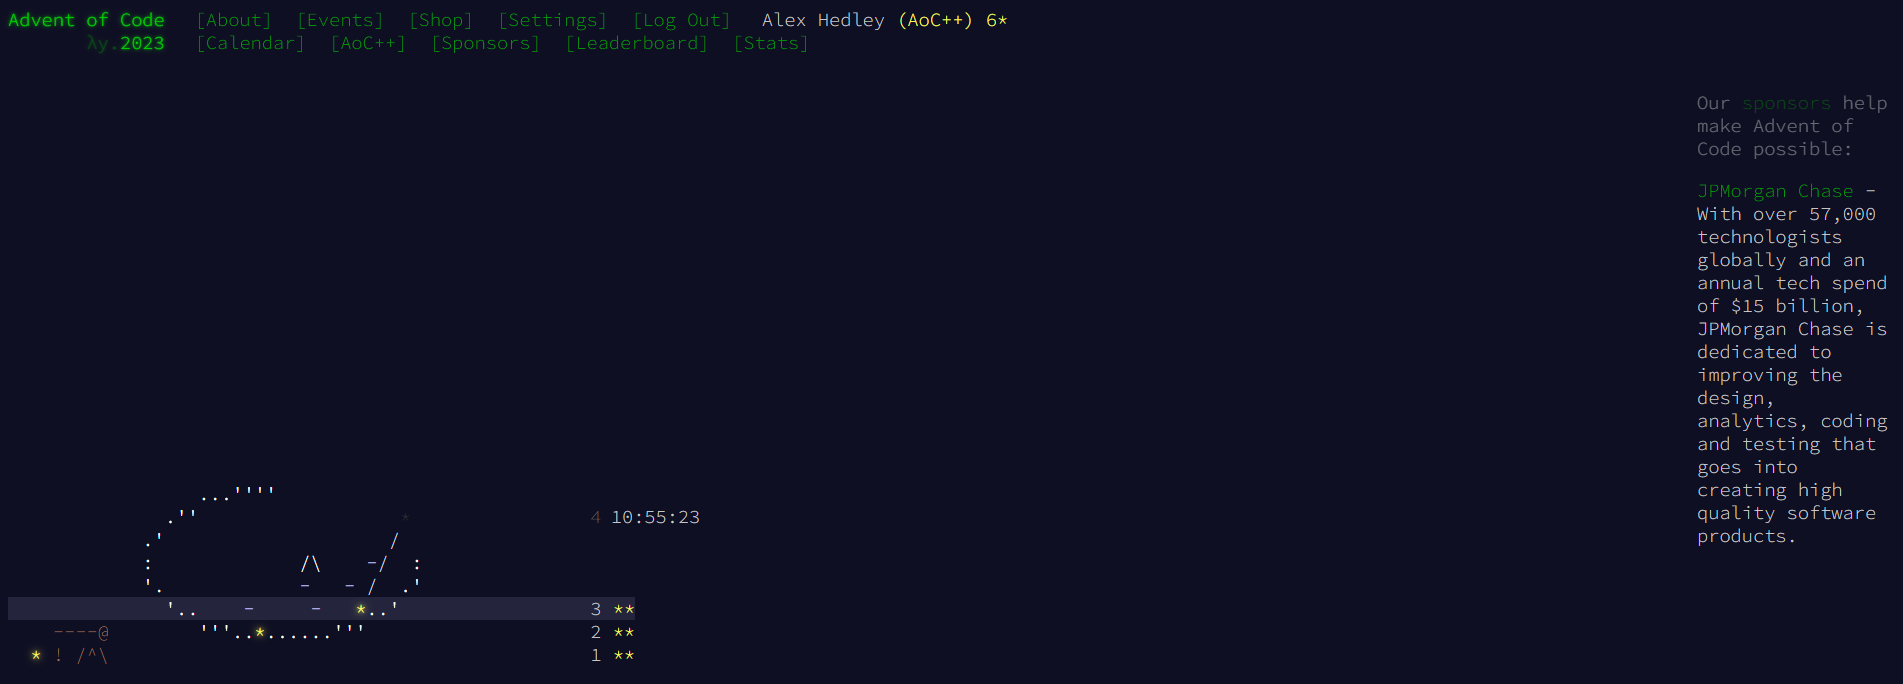 Advent of Code [About] [Events] [Shop] [Settings] [Log Out] Alex Hedley (AoC++) 6*
λy.2023 [Calendar] [AoC++] [Sponsors] [Leaderboard] [Stats]
Our sponsors help
make Advent of
Code possible:
JPMorgan Chase -
With over 57,000
technologists
globally and an
annual tech spend
of $15 billion,
JPMorgan Chase is
dedicated to
improving the
design,
analytics, coding
and testing that
goes into
creating high
quality software
products.
...''''
.'' * 4 10:55:23
.' /
: /\ -/ :
'. - - / .'
'.. - - *..' 3 **
----@ '''..*......''' 2 **
* ! /^\ 1 **